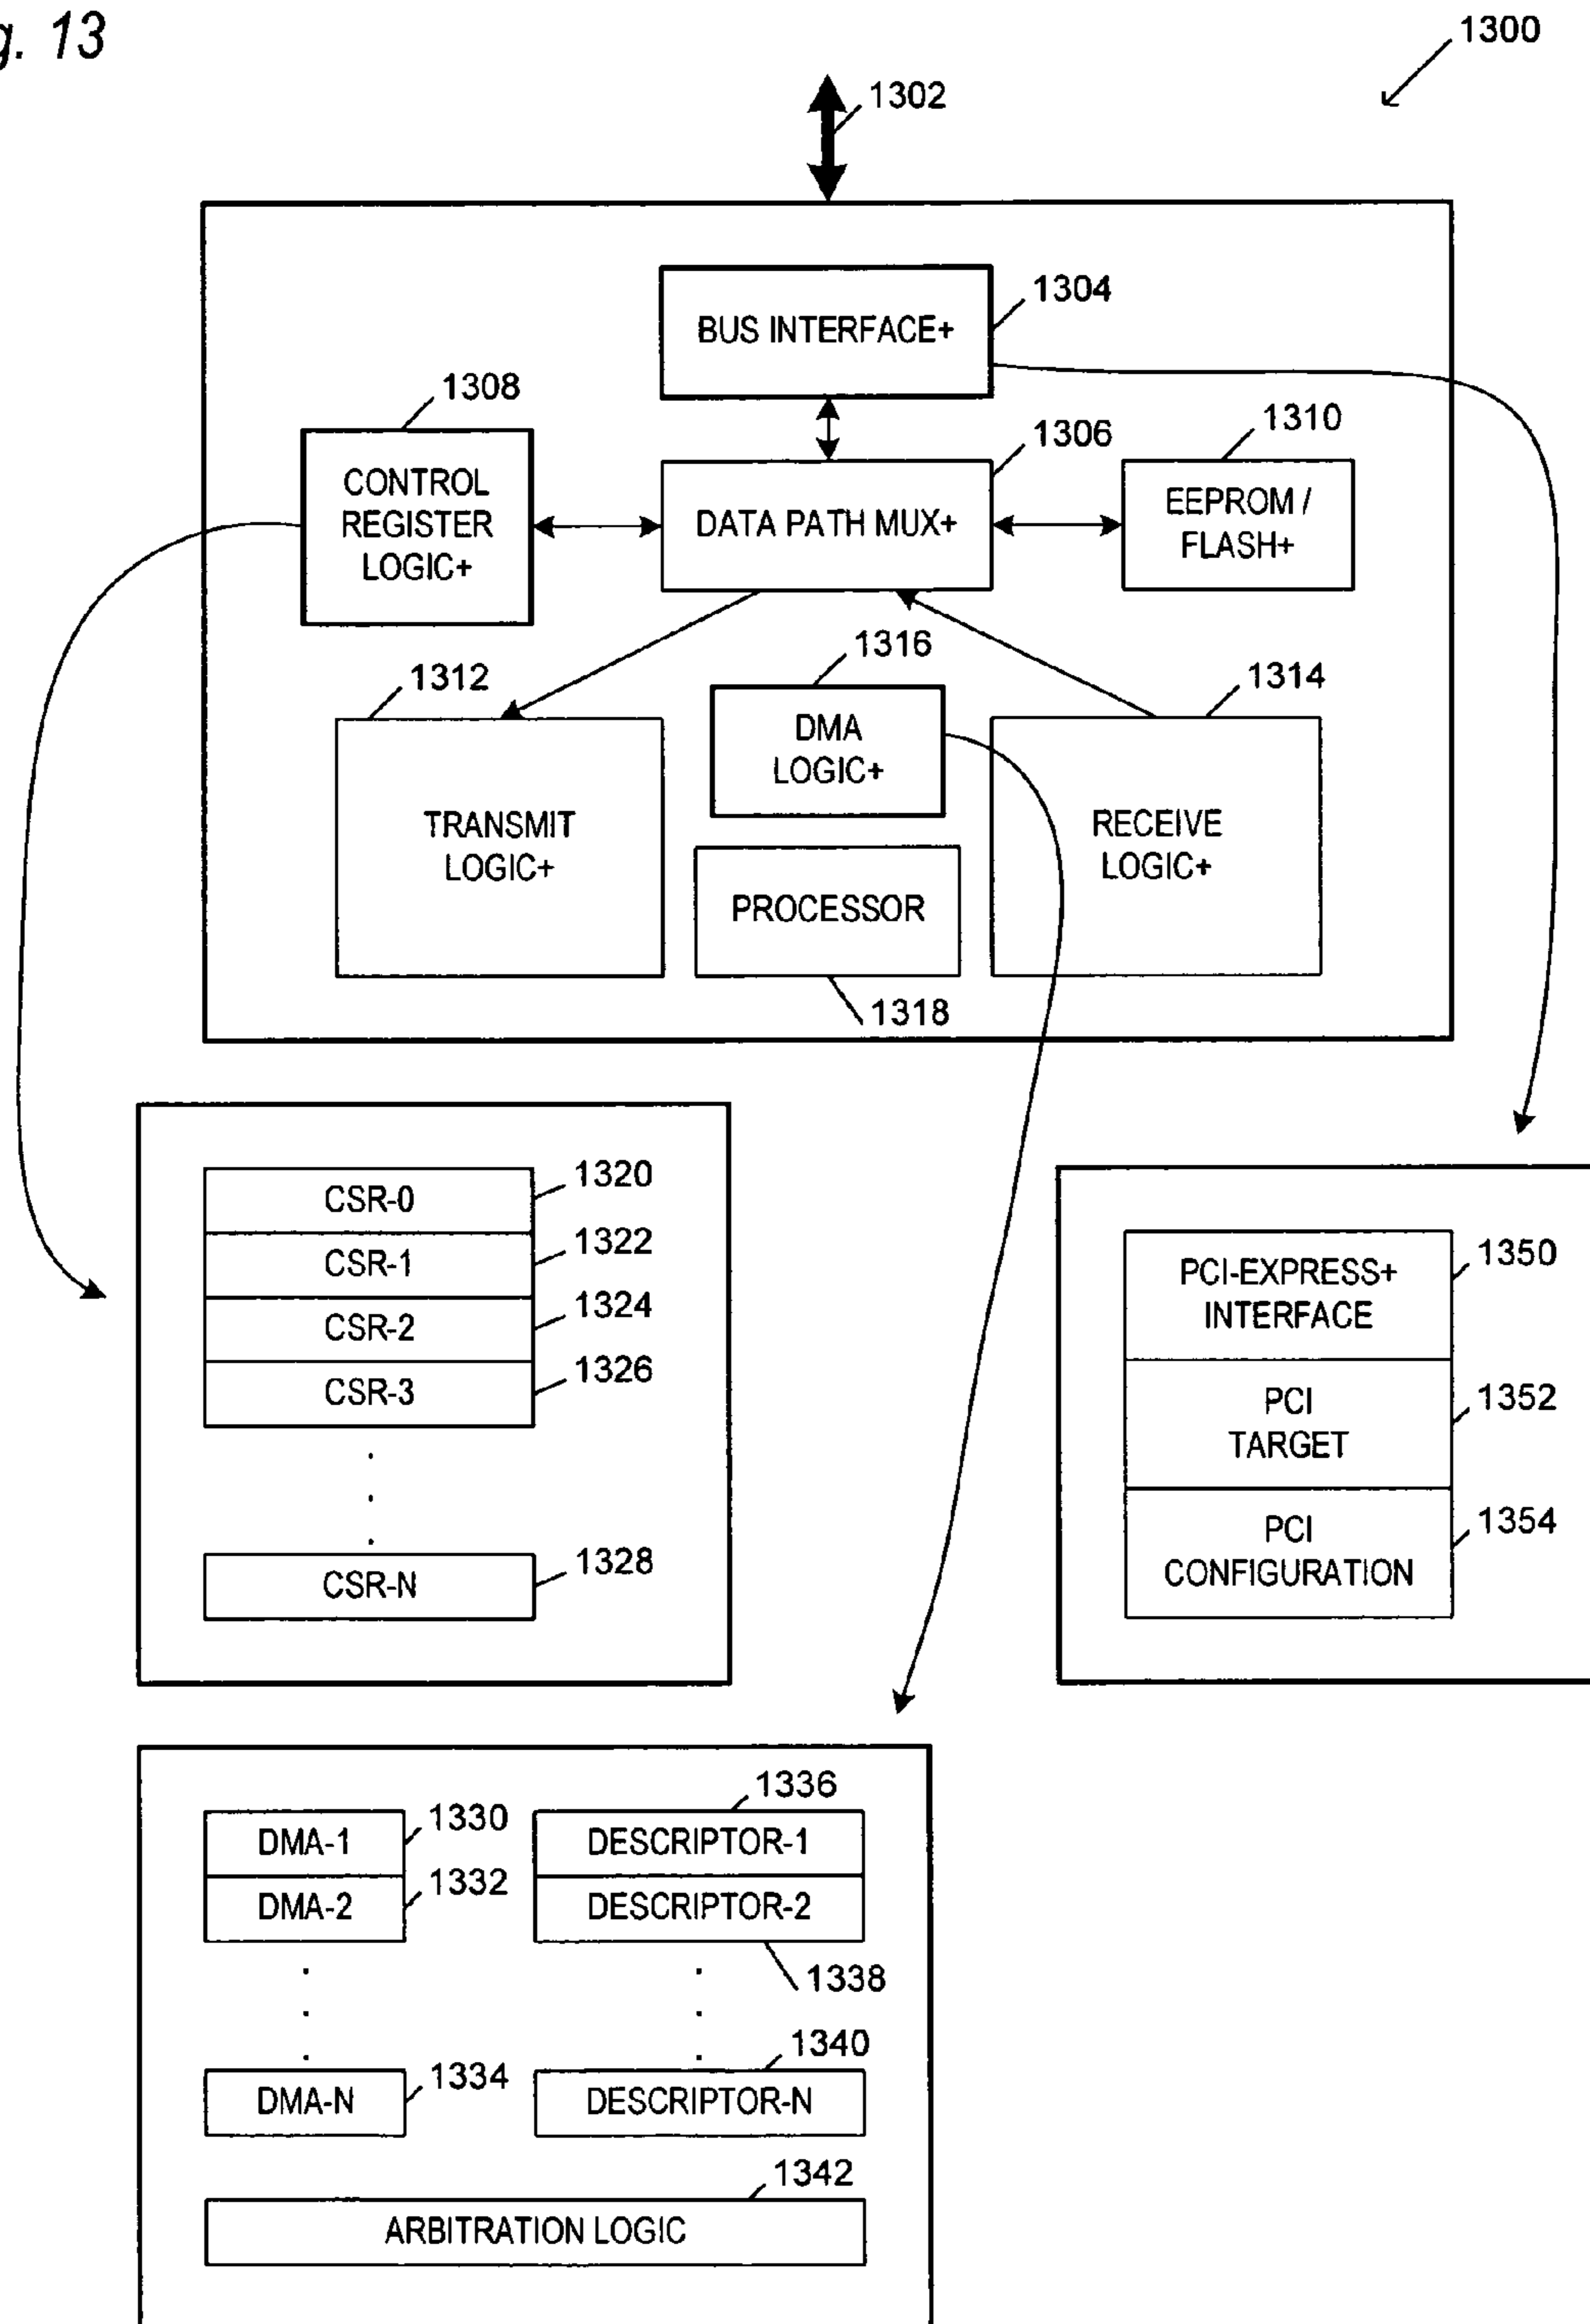 g. 13
1300
1302
BUS INTERFACE+
1304
1308
CONTROL
REGISTER
LOGIC+
DATA PATH MUX+
1306
1310
EEPROM /
FLASH+
1312
TRANSMIT
LOGIC+
1316
DMA
LOGIC+
1314
RECEIVE
LOGIC+
PROCESSOR
1318
CSR-0
1320
CSR-1
1322
CSR-2
1324
CSR-3
1326
CSR-N
1328
PCI-EXPRESS+
INTERFACE
1350
PCI
TARGET
1352
PCI
CONFIGURATION
1354
DMA-1
1330
DMA-2
1332
DMA-N
1334
1336
DESCRIPTOR-1
DESCRIPTOR-2
1338
1340
DESCRIPTOR-N
1342
ARBITRATION LOGIC